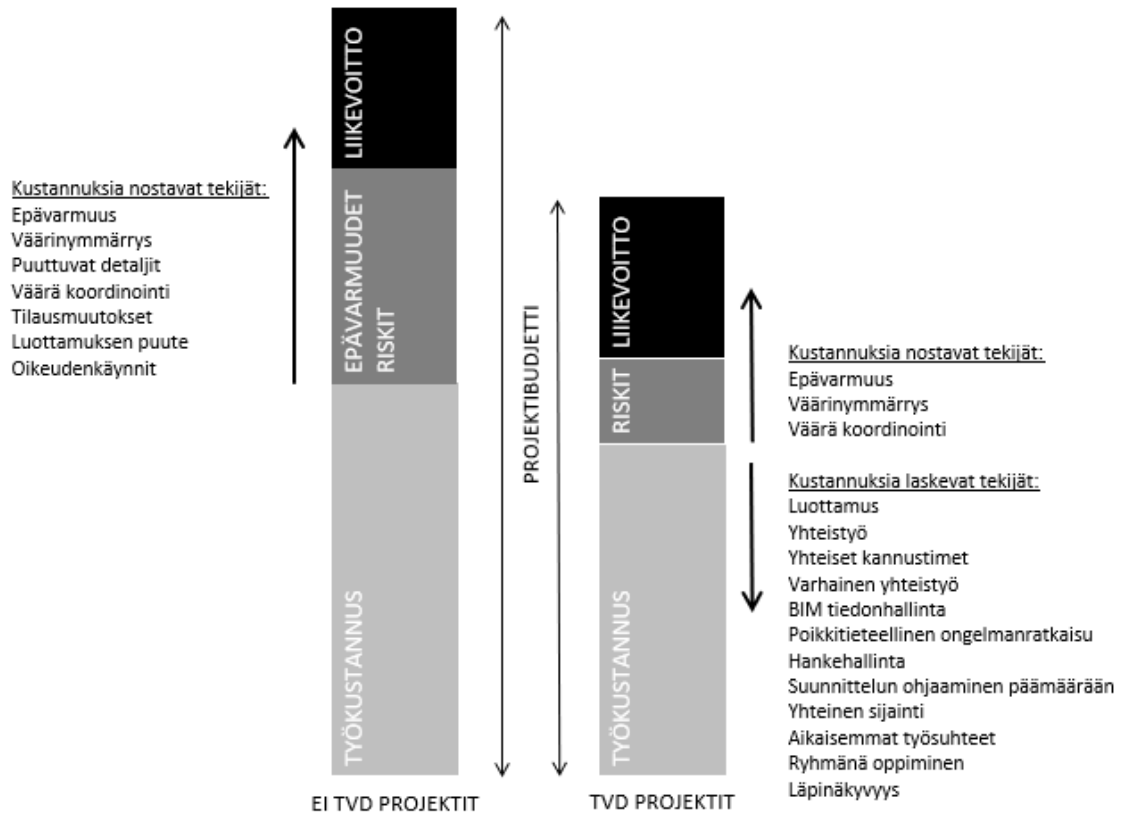 Kustannuksia nostavat tekijät:
Epävarmuus
Väärinymmärrys
Puuttuvat detaljit
Väärä koordinointi
Tilausmuutokset
Luottamuksen puute
Oikeudenkäynnit
LIIKEVOITTO
EPÄVARMUUDET
RISKIT
TYÖKUSTANNUS
EI TVD PROJEKTIT
PROJEKTIBUDJETTI
LIIKEVOITTO
RISKIT
TYÖKUSTANNUS
TVD PROJEKTIT
Kustannuksia nostavat tekijät:
Epävarmuus
Väärinymmärrys
Väärä koordinointi
Kustannuksia laskevat tekijät:
Luottamus
Yhteistyö
Yhteiset kannustimet
Varhainen yhteistyö
BIM tiedonhallinta
Poikkitieteellinen ongelmanratkaisu
Hankehallinta
Suunnittelun ohjaaminen päämäärään
Yhteinen sijainti
Aikaisemmat työsuhteet
Ryhmänä oppiminen
Läpinäkyvyys